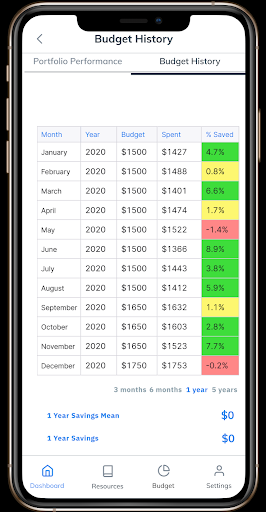 Budget History
Portfolio Performance Budget History
Month Year Budget Spent % Saved
January 2020 $1500 $1427 4.7%
February 2020 $1500 $1488 0.8%
March 2020 $1500 $1401 6.6%
April 2020 $1500 $1474 1.7%
May 2020 $1500 $1522 -1.4%
June 2020 $1500 $1366 8.9%
July 2020 $1500 $1443 3.8%
August 2020 $1500 $1412 5.9%
September 2020 $1650 $1632 1.1%
October 2020 $1650 $1603 2.8%
November 2020 $1650 $1523 7.7%
December 2020 $1750 $1753 -0.2%
3 months 6 months 1 year 5 years
1 Year Savings Mean $0
1 Year Savings $0
Dashboard Resources Budget Settings